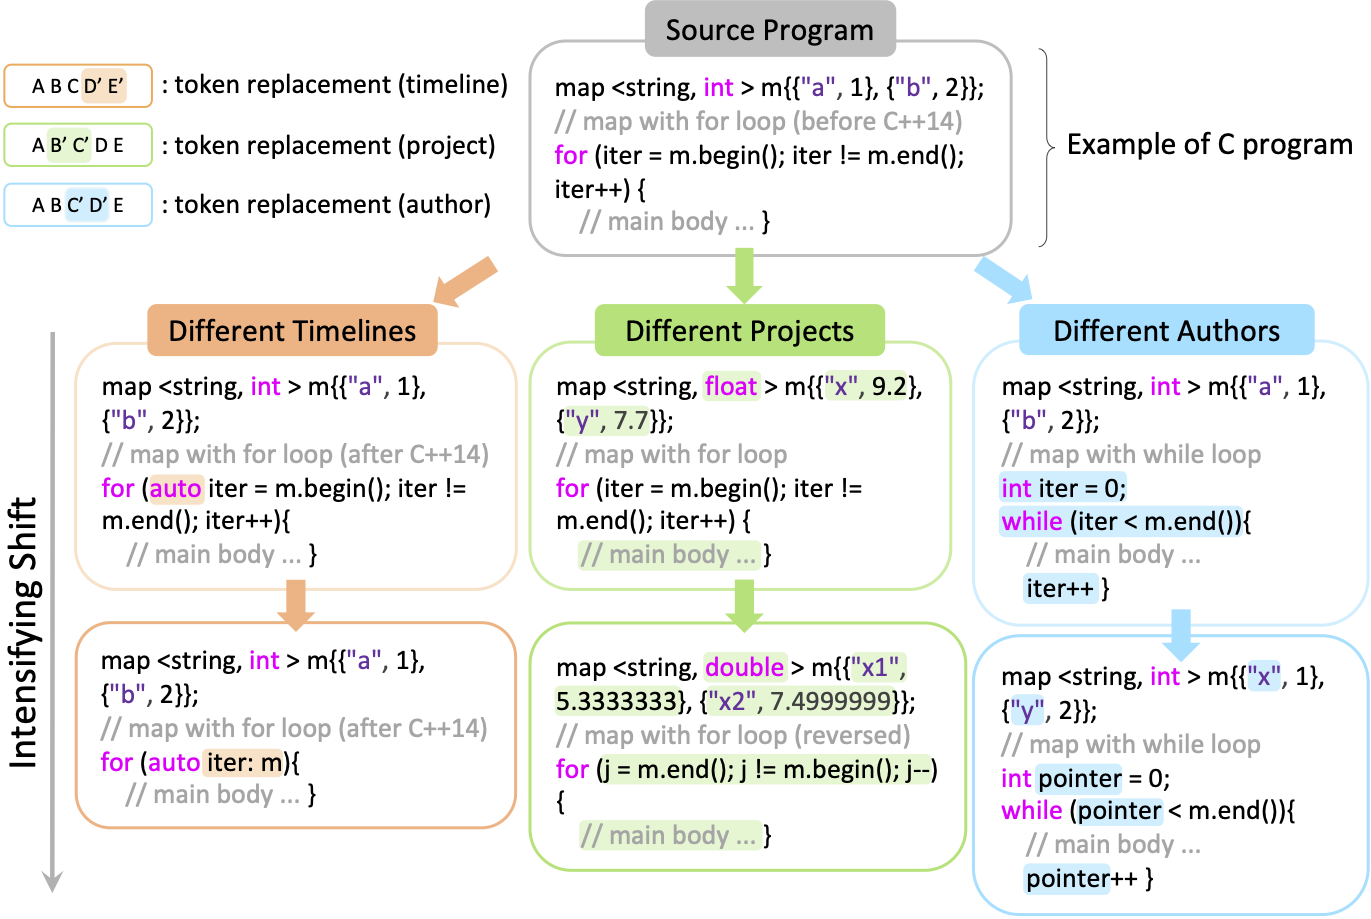 Source Program
map <string, int > m{{"a", 1}, {"b", 2}};
// map with for loop (before C++14)
for (iter = m.begin(); iter != m.end();
iter++) {
// main body ... }
Example of C program
A B C D’ E’ : token replacement (timeline)
A B’ C’ D E : token replacement (project)
A B C’ D’ E : token replacement (author)
Intensifying Shift
Different Timelines
map <string, int > m{{"a", 1},
{"b", 2}};
// map with for loop (after C++14)
for (auto iter = m.begin(); iter !=
m.end(); iter++){
// main body ... }
map <string, int > m{{"a", 1},
{"b", 2}};
// map with for loop (after C++14)
for (auto iter: m){
// main body ... }
Different Projects
map <string, float > m{{"x", 9.2},
{"y", 7.7}};
// map with for loop
for (iter = m.begin(); iter !=
m.end(); iter++) {
// main body ... }
map <string, double > m{{"x1",
5.3333333}, {"x2", 7.4999999}};
// map with for loop (reversed)
for (j = m.end(); j != m.begin(); j--)
{
// main body ... }
Different Authors
map <string, int > m{{"a", 1},
{"b", 2}};
// map with while loop
int iter = 0;
while (iter < m.end()){
// main body ...
iter++ }
map <string, int > m{{"x", 1},
{"y", 2}};
// map with while loop
int pointer = 0;
while (pointer < m.end()){
// main body ...
pointer++ }